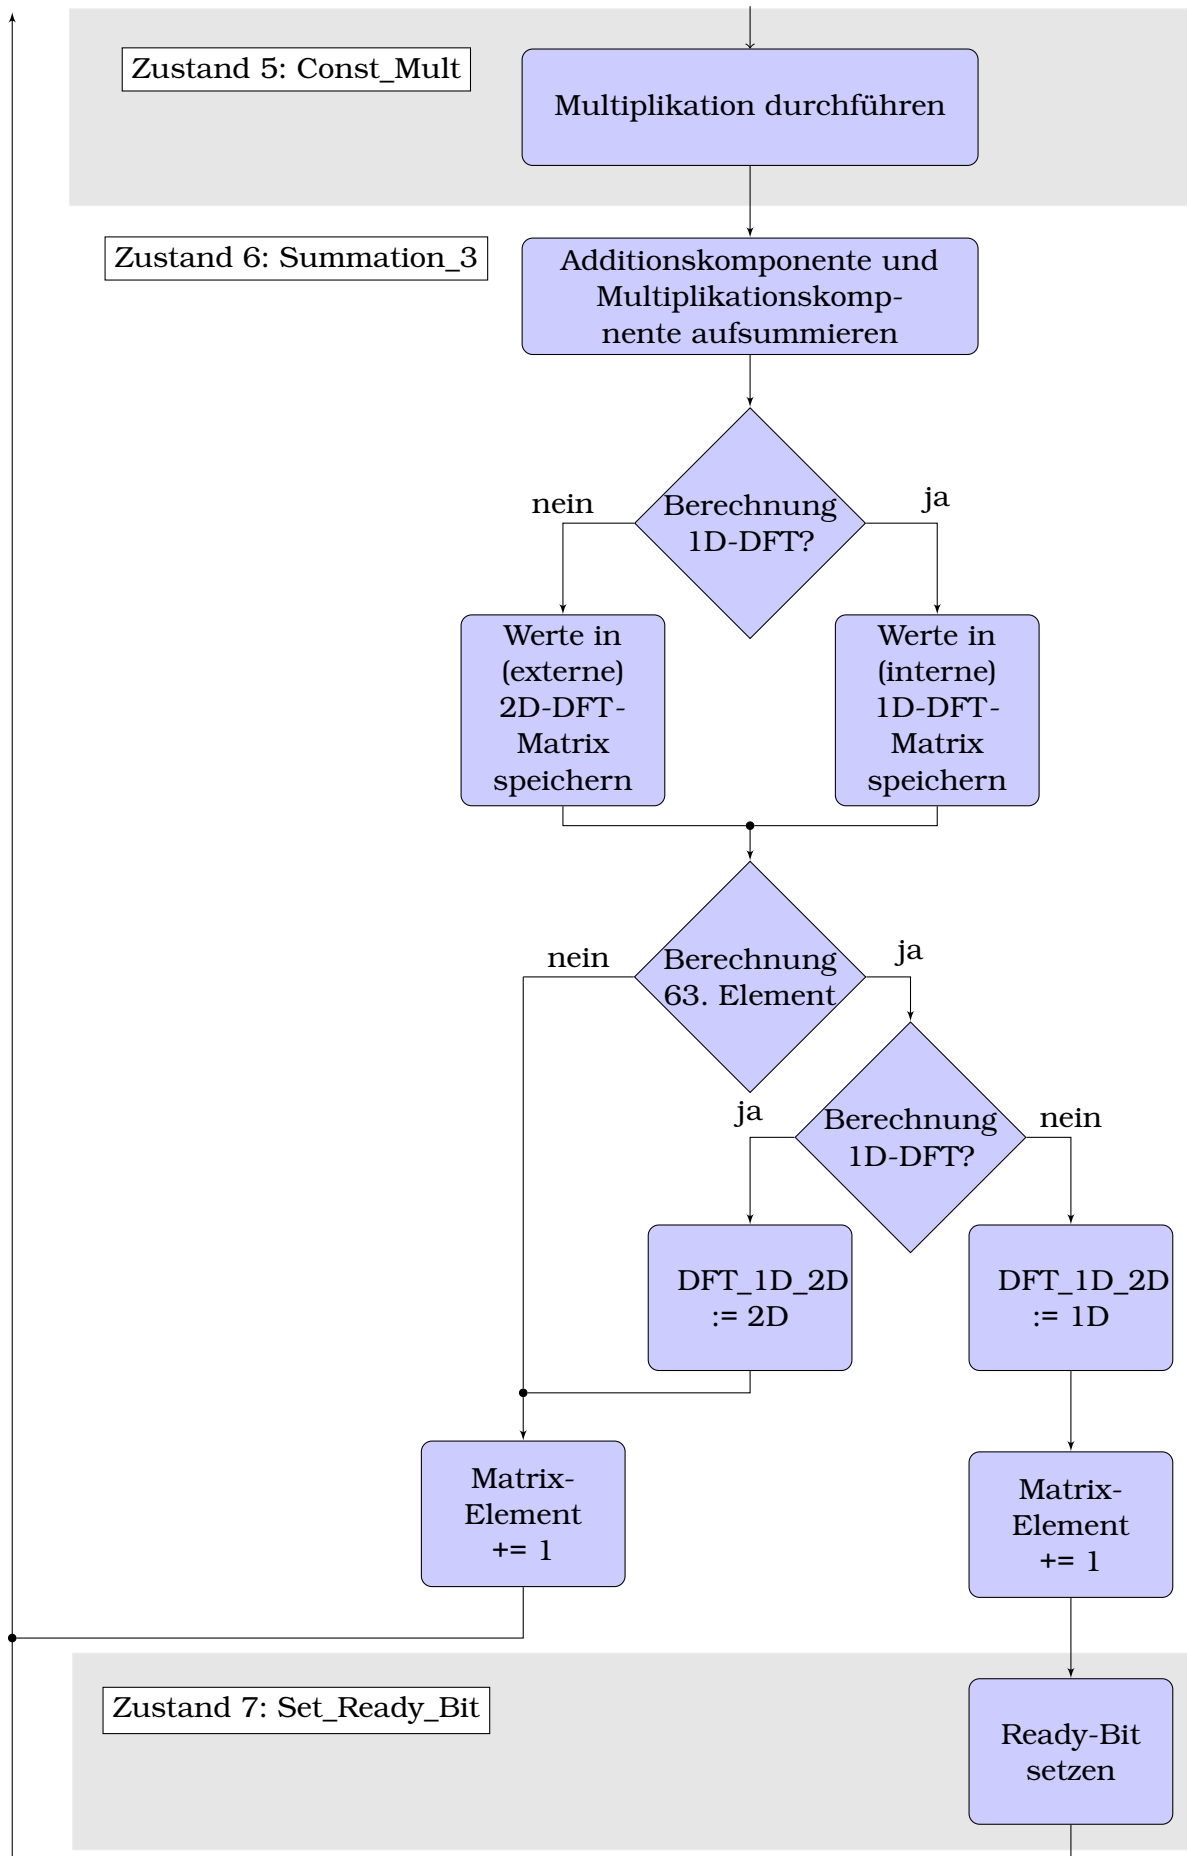 Zustand 5: Const_Mult
Multiplikation durchführen
Zustand 6: Summation_3
Additionskomponente und
Multiplikationskomp-
nente aufsummieren
nein
Berechnung
1D-DFT?
ja
Werte in
(externe)
2D-DFT-
Matrix
speichern
Werte in
(interne)
1D-DFT-
Matrix
speichern
nein
Berechnung
63. Element
ja
ja
Berechnung
1D-DFT?
nein
DFT_1D_2D
:= 2D
DFT_1D_2D
:= 1D
Matrix-
Element
+= 1
Matrix-
Element
+= 1
Zustand 7: Set_Ready_Bit
Ready-Bit
setzen